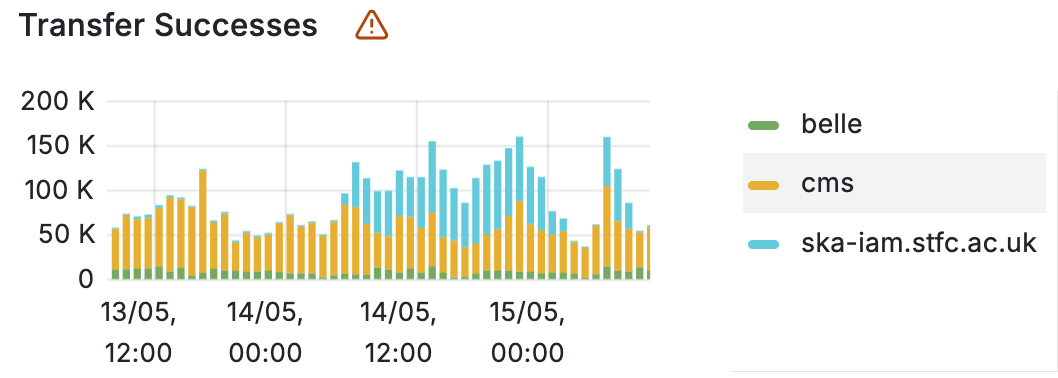 Transfer Successes
200 K
150 K
100 K
50 K
0
13/05,
12:00
14/05,
00:00
14/05,
12:00
15/05,
00:00
belle
cms
ska-iam.stfc.ac.uk